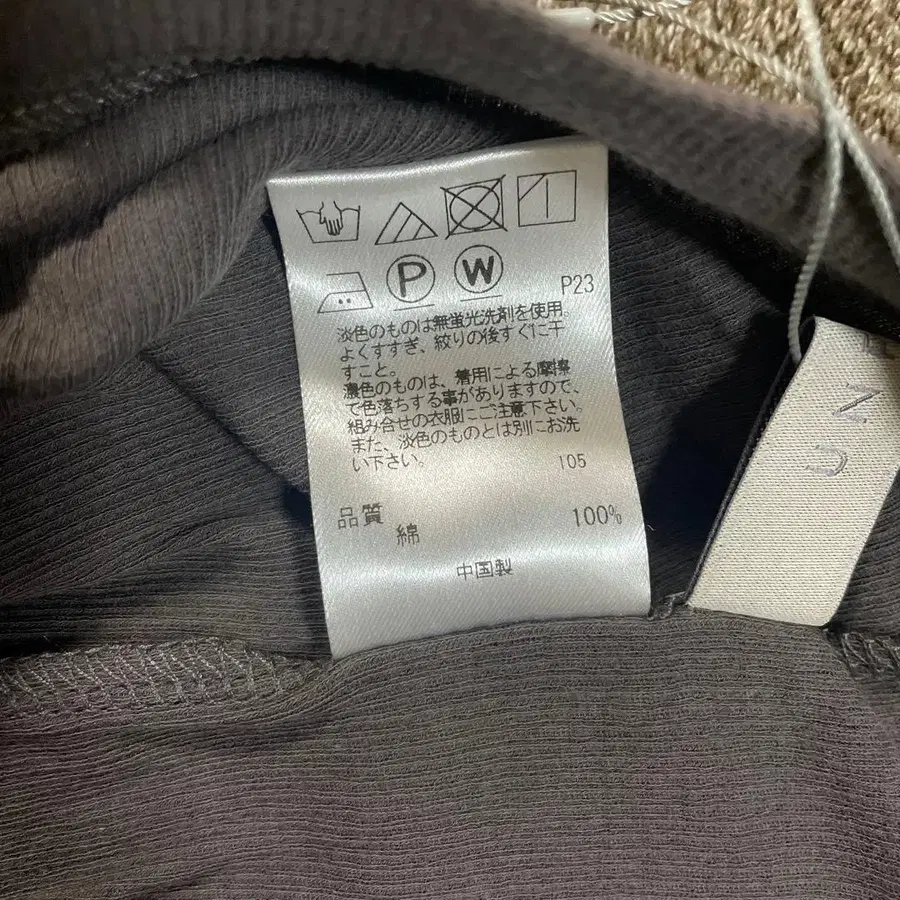 P W P23
淡色のものは無蛍光洗剤を使用。
よくすすぎ、絞りの後すぐに干
すこと。
濃色のものは、着用による摩擦
で色落ちする事がありますので、
組み合せの衣服にご注意下さい。
また、淡色のものとは別にお洗
い下さい。 105
品質 綿 100%
中国製
UN